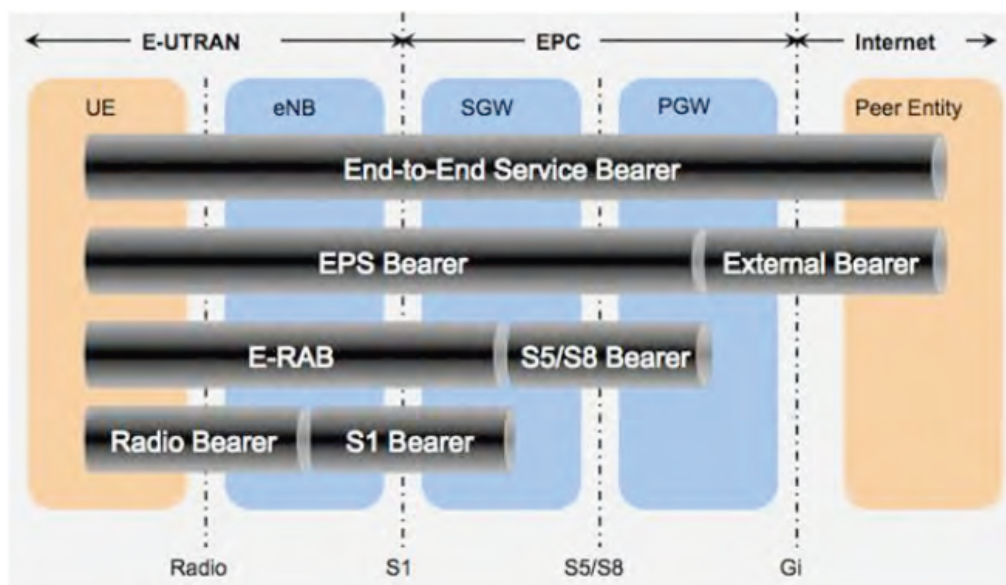 E-UTRAN EPC Internet
UE eNB SGW PGW Peer Entity
End-to-End Service Bearer
EPS Bearer External Bearer
E-RAB S5/S8 Bearer
Radio Bearer S1 Bearer
Radio S1 S5/S8 Gi